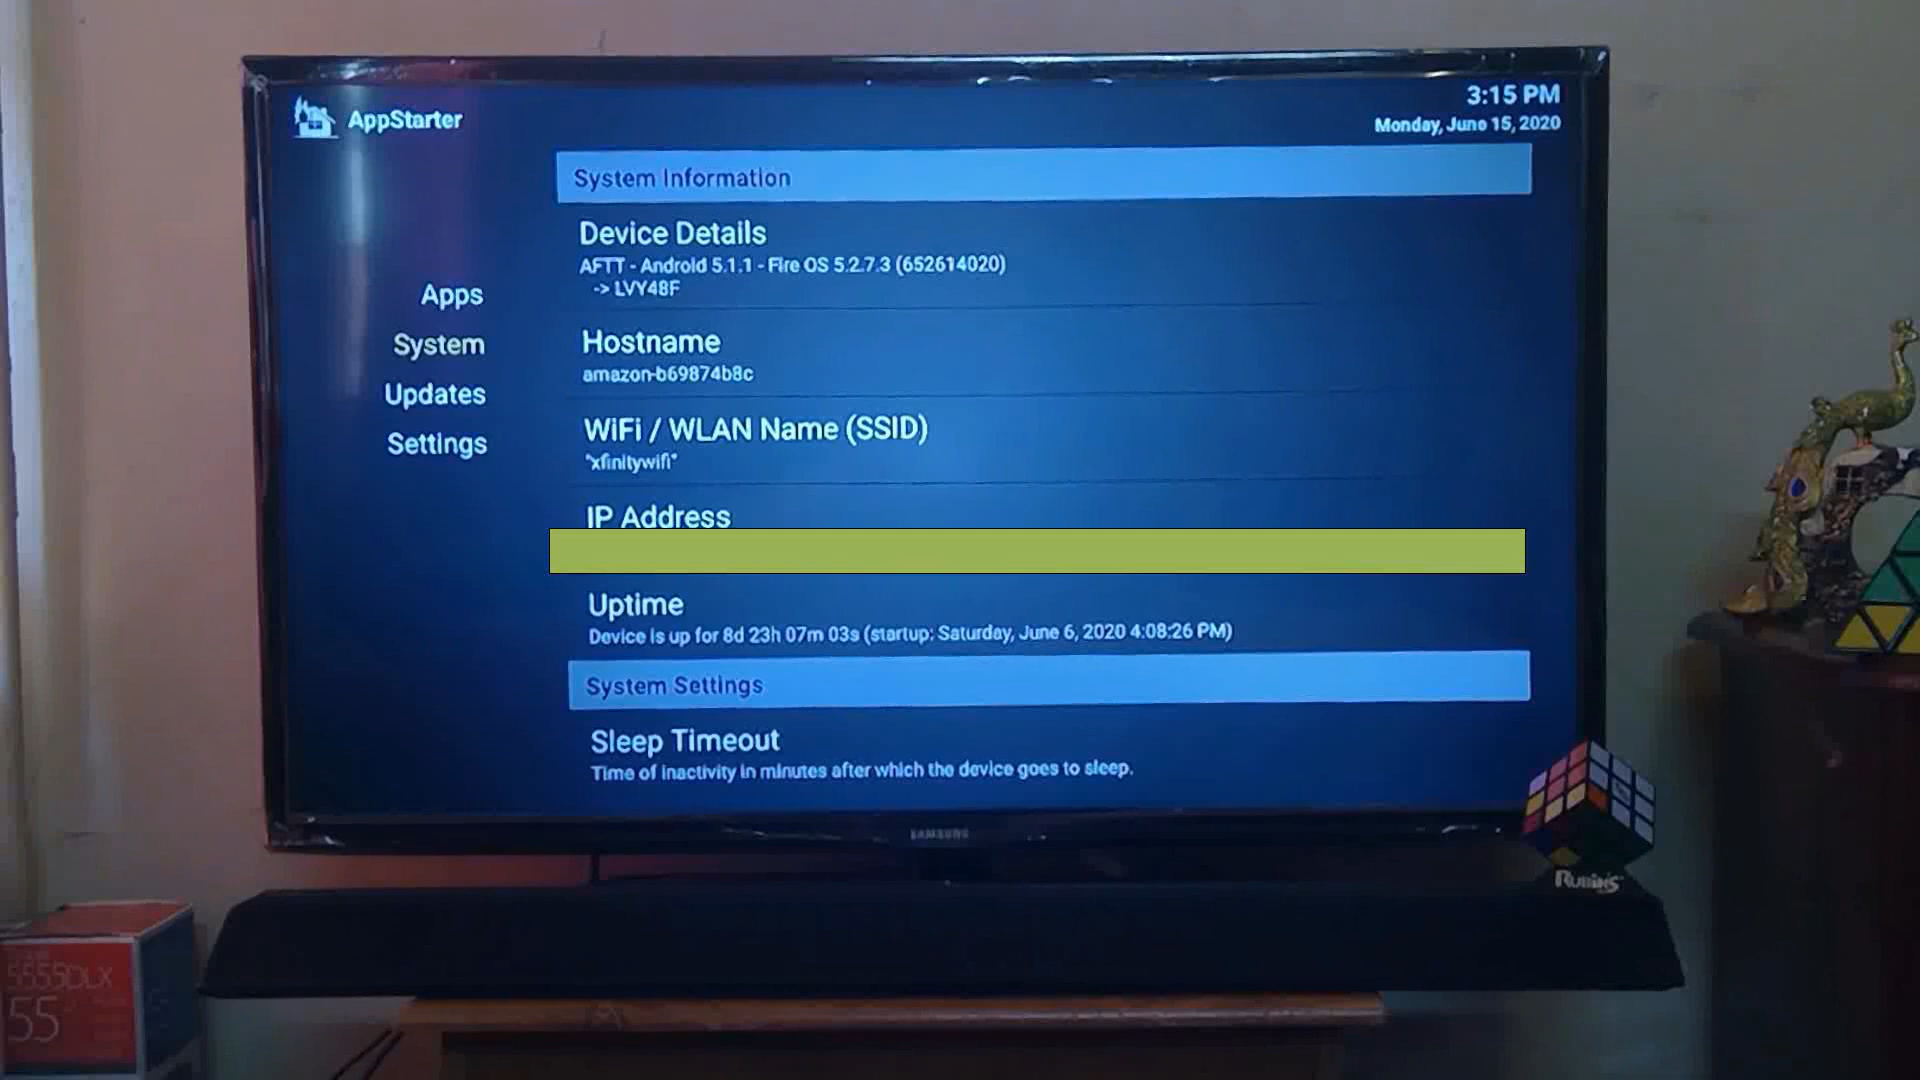 AppStarter
3:15 PM
Monday, June 15, 2020
Apps
System
Updates
Settings
System Information
Device Details
AFTT - Android 5.1.1 - Fire OS 5.2.7.3 (652614020)
-> LVY48F
Hostname
amazon-b69874b8c
WiFi / WLAN Name (SSID)
"xfinitywifi"
IP Address
Uptime
Device is up for 8d 23h 07m 03s (startup: Saturday, June 6, 2020 4:08:26 PM)
System Settings
Sleep Timeout
Time of inactivity in minutes after which the device goes to sleep.
SAMSUNG
Rubik's
5555DLX
55